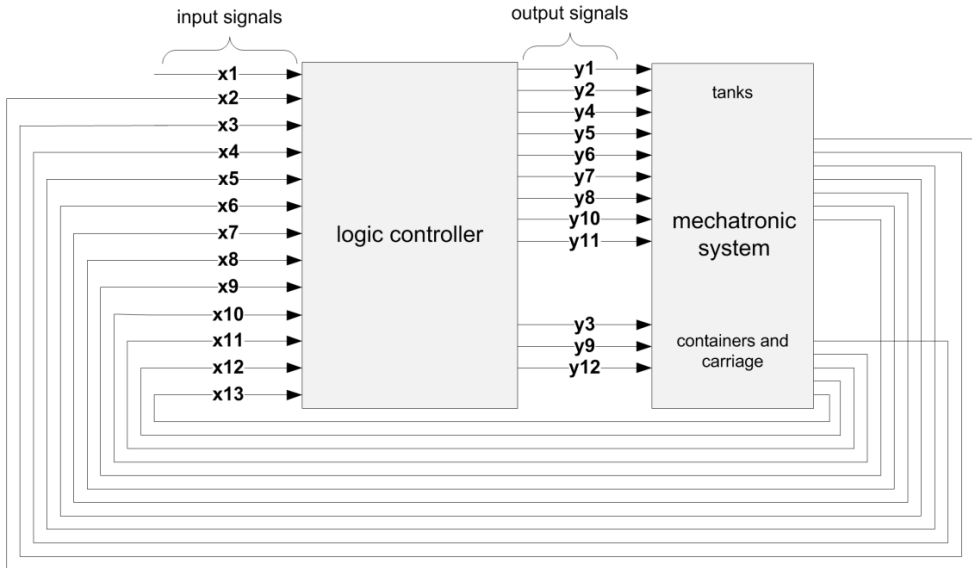 input signals
output signals
x1
x2
x3
x4
x5
x6
x7
x8
x9
x10
x11
x12
x13
logic controller
y1
y2
y4
y5
y6
y7
y8
y10
y11
y3
y9
y12
tanks
mechatronic
system
containers and
carriage